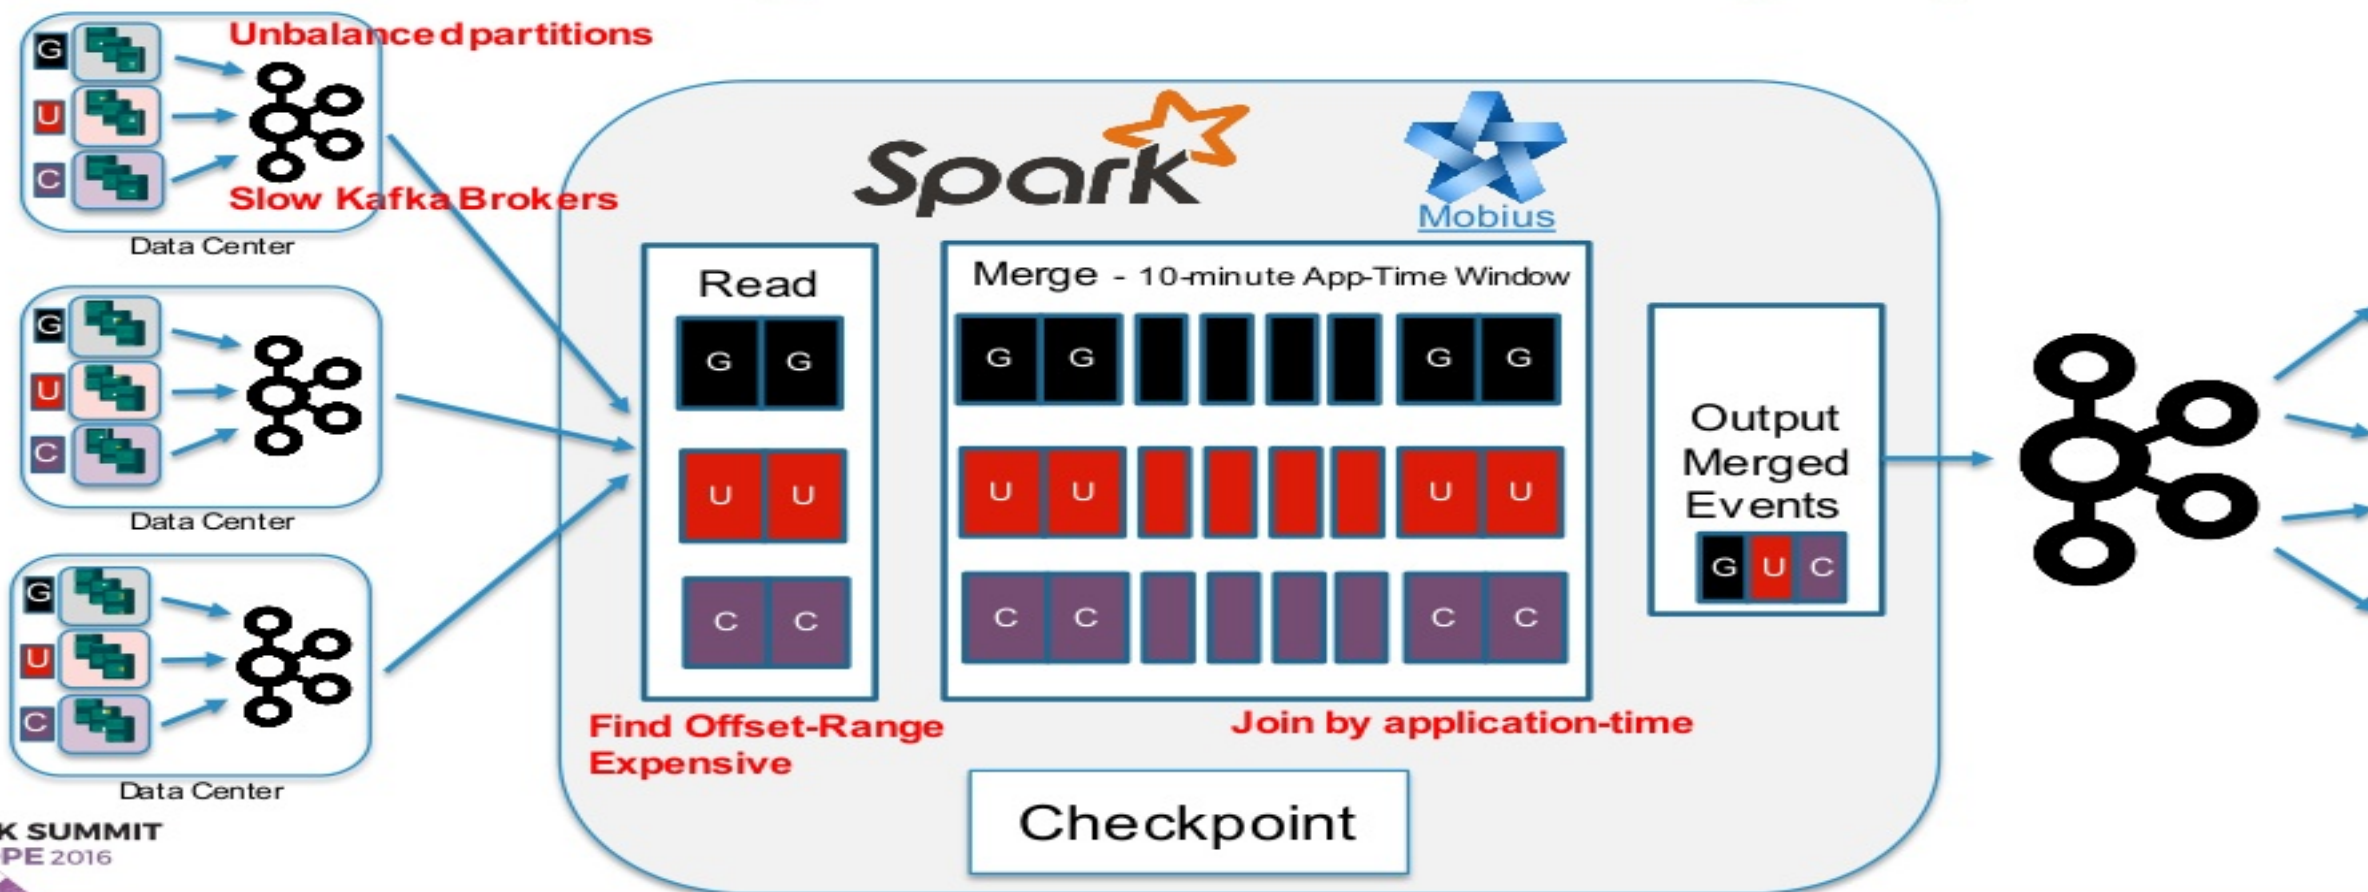 Unbalanced partitions
G
U
C
Slow Kafka Brokers
Data Center
G
U
C
Data Center
G
U
C
Data Center
K SUMMIT
PE 2016
Spark
Mobius
Read
G G
U U
C C
Find Offset-Range
Expensive
Merge - 10-minute App-Time Window
G G G G
U U U U
C C C C
Join by application-time
Checkpoint
Output
Merged
Events
G U C